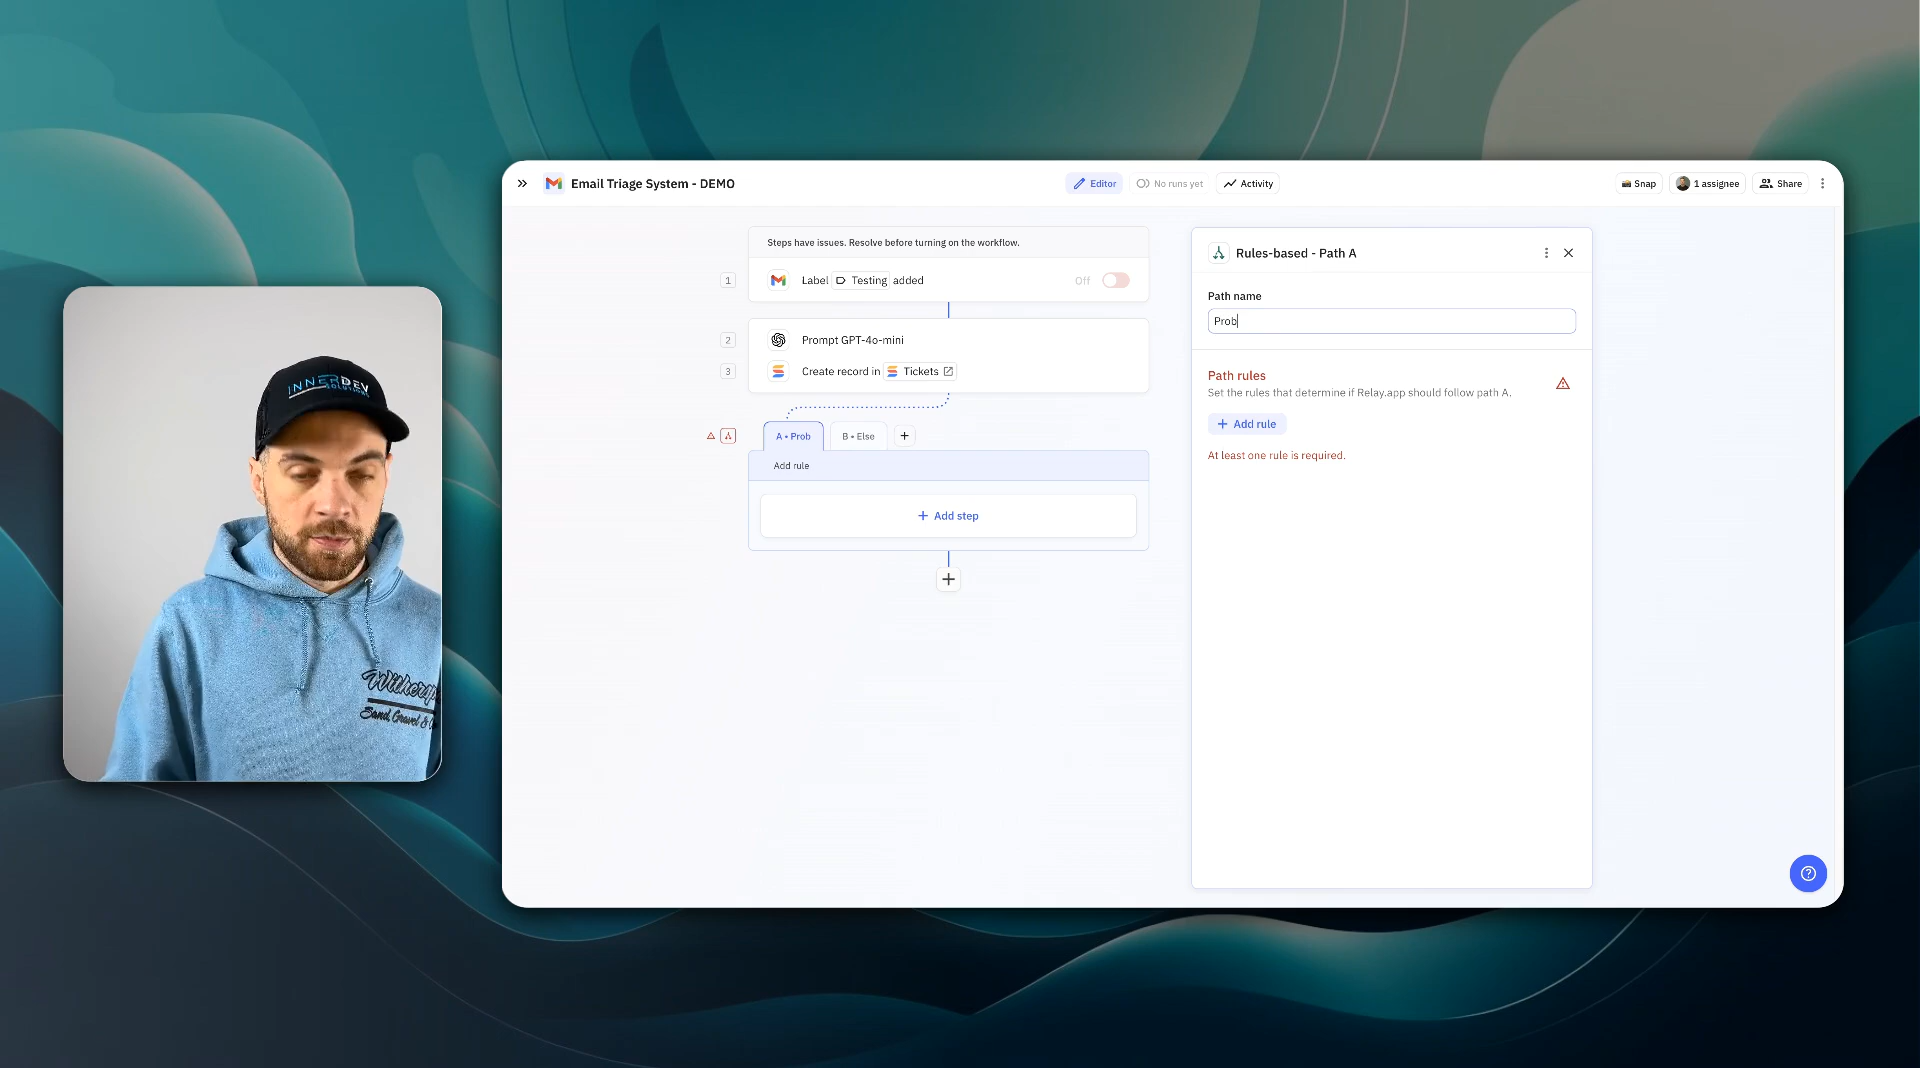 Email Triage System - DEMO
Editor
No runs yet
Activity
Snap
1 assignee
Share
Steps have issues. Resolve before turning on the workflow.
1
Label Testing added
Off
2
Prompt GPT-4o-mini
3
Create record in Tickets
A • Prob
B • Else
Add rule
Add step
Rules-based - Path A
Path name
Prob
Path rules
Set the rules that determine if Relay.app should follow path A.
Add rule
At least one rule is required.
INNERDEV
SOLUTIONS
Sand, Gravel &